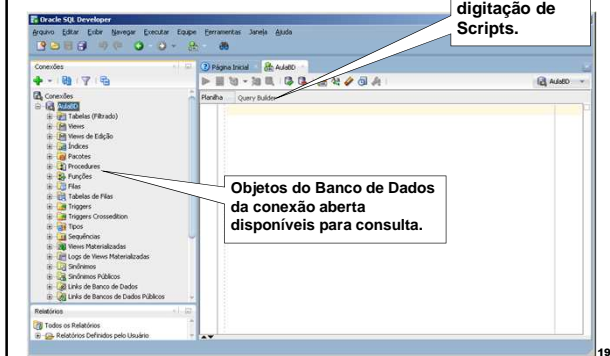 digitação de
Scripts.
Oracle SQL Developer
Arquivo Editar Exibir Navegar Executar Equipe Ferramentas Janela Ajuda
Conexões
Página Inicial
AulaBD
AulaBD
Planilha
Query Builder
Conexões
AulaBD
Tabelas (Filtrado)
Views
Views de Edição
Índices
Pacotes
Procedures
Funções
Filas
Tabelas de Filas
Triggers
Triggers Crossedition
Tipos
Sequências
Views Materializadas
Logs de Views Materializadas
Sinônimos
Sinônimos Públicos
Links de Banco de Dados
Links de Bancos de Dados Públicos
Objetos do Banco de Dados
da conexão aberta
disponíveis para consulta.
Relatórios
Todos os Relatórios
Relatórios Definidos pelo Usuário
19